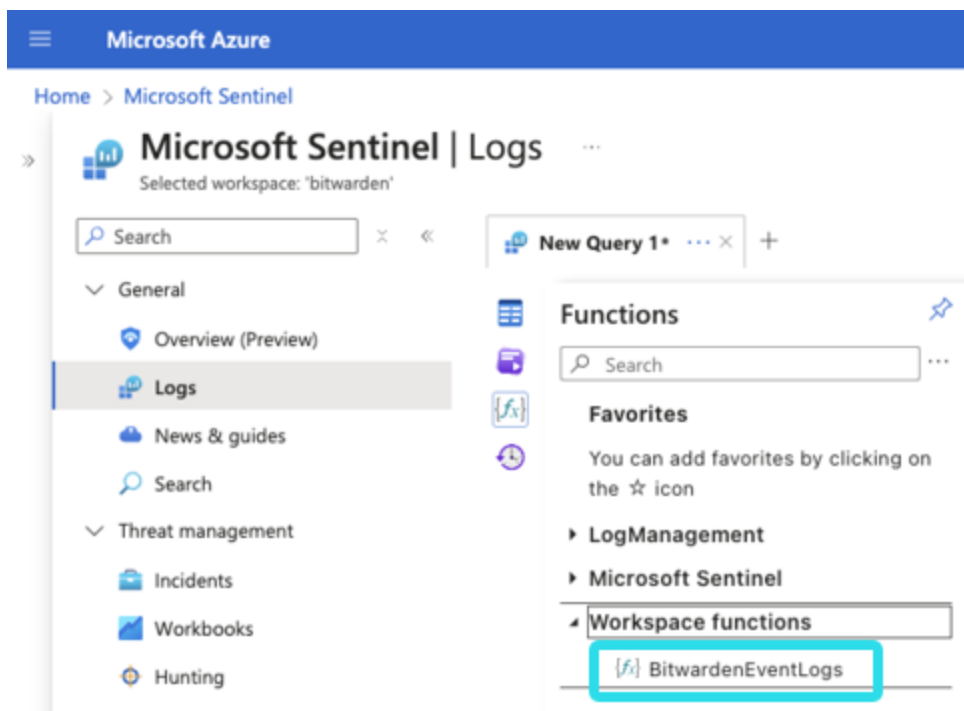 Microsoft Azure
Home > Microsoft Sentinel
Microsoft Sentinel | Logs ...
Selected workspace: 'bitwarden'
Search
General
Overview (Preview)
Logs
News & guides
Search
Threat management
Incidents
Workbooks
Hunting
New Query 1* ... × +
Functions
Search ...
Favorites
You can add favorites by clicking on
the ☆ icon
LogManagement
Microsoft Sentinel
Workspace functions
{fx} BitwardenEventLogs